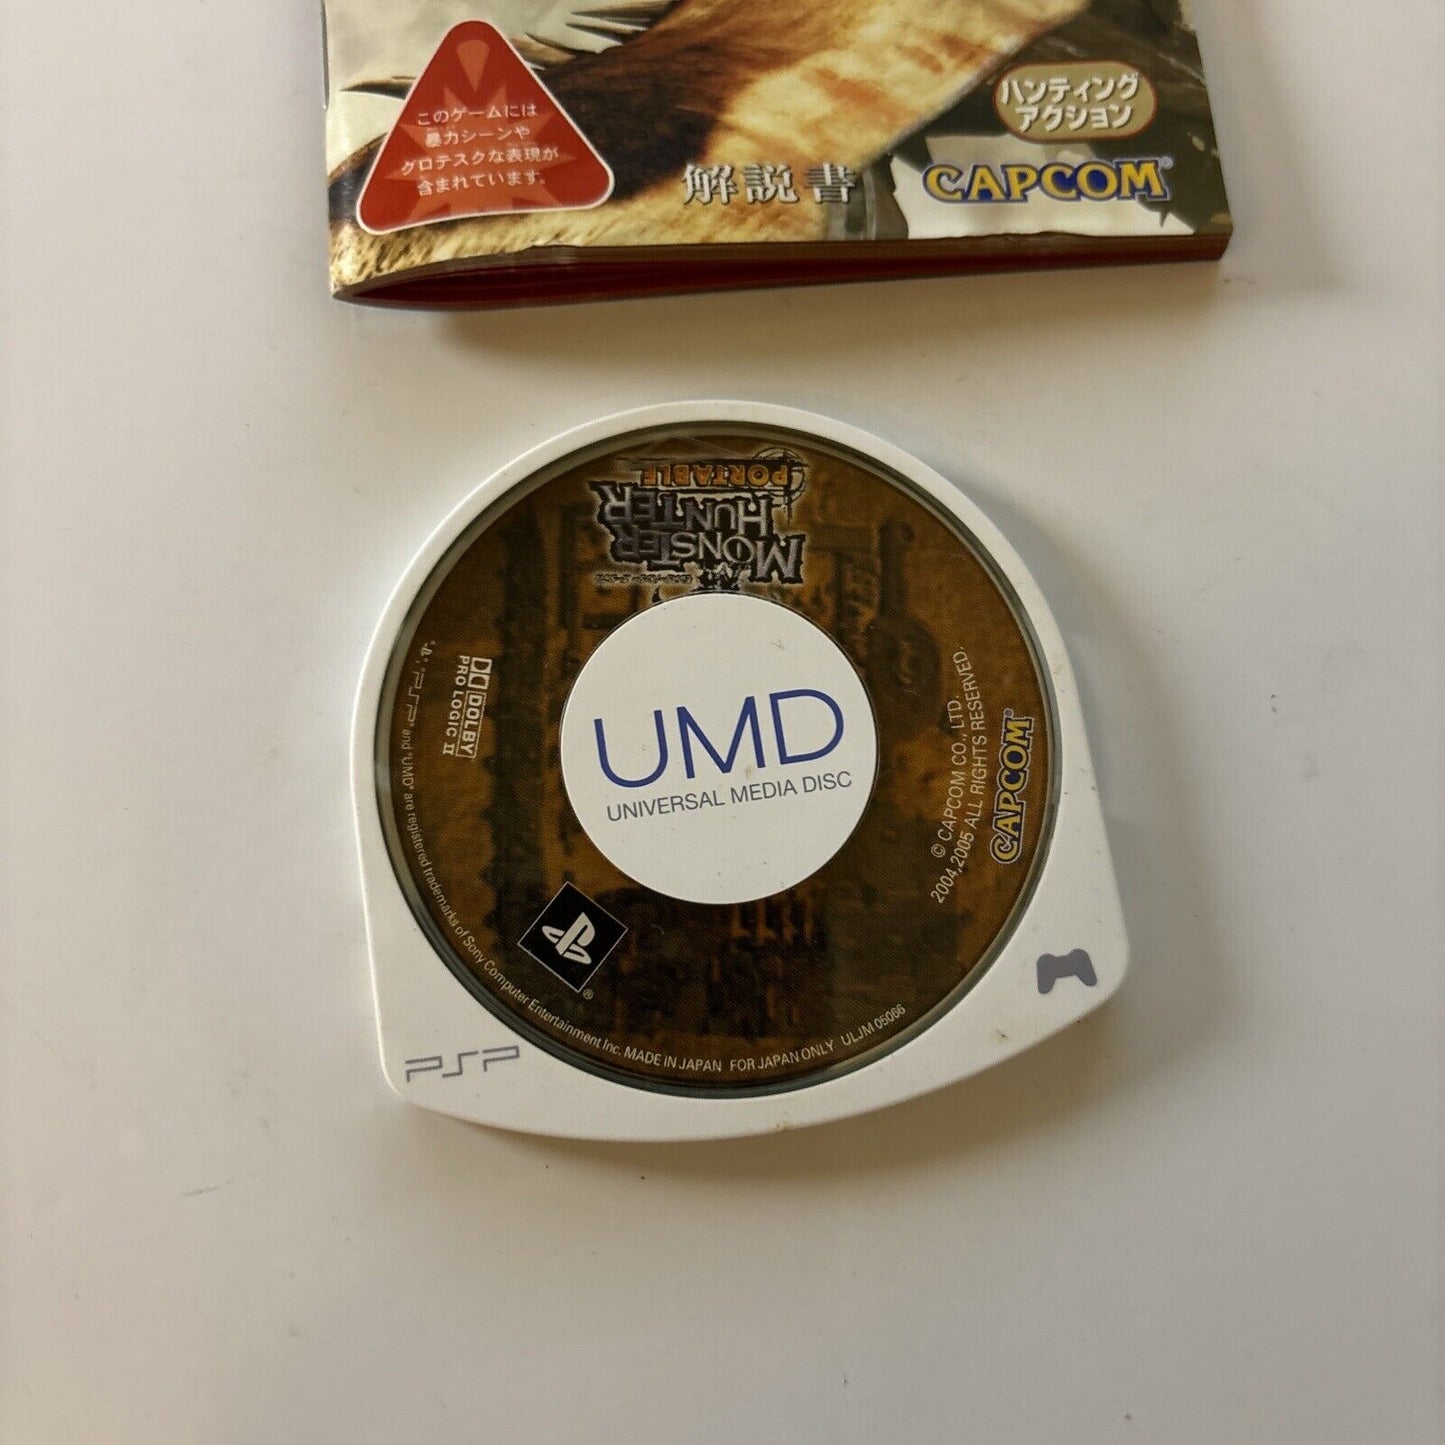 このゲームには
暴力シーンや
グロテスクな表現が
含まれています。
ハンティング
アクション
解説書
CAPCOM®
MONSTER
HUNTER
PORTABLE
DOLBY
PRO LOGIC II
UMD
UNIVERSAL MEDIA DISC
© CAPCOM CO., LTD.
2004,2005 ALL RIGHTS RESERVED.
CAPCOM
"PSP" and "UMD" are registered trademarks of Sony Computer Entertainment Inc. MADE IN JAPAN FOR JAPAN ONLY ULJM 05066
®
PSP